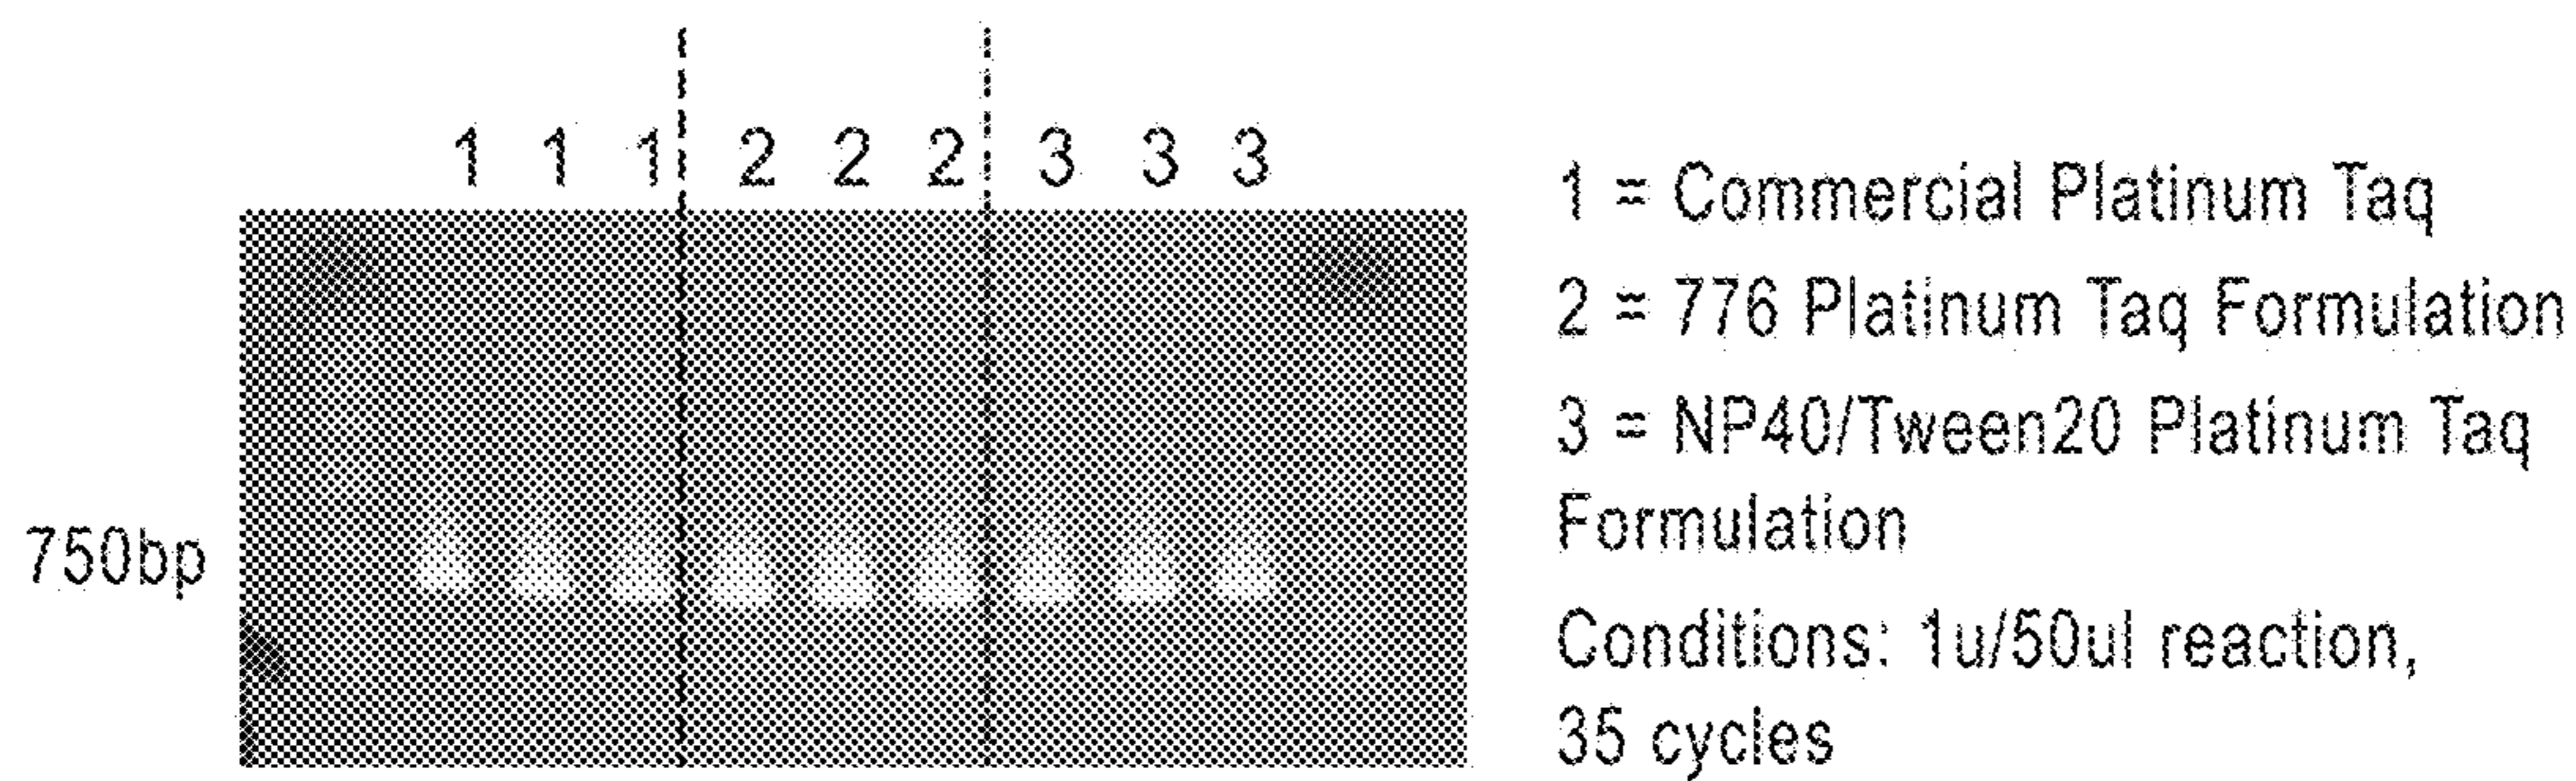 1 1 1 2 2 2 3 3 3
750bp
1 = Commercial Platinum Taq
2 = 776 Platinum Taq Formulation
3 = NP40/Tween20 Platinum Taq
Formulation
Conditions: 1u/50ul reaction,
35 cycles